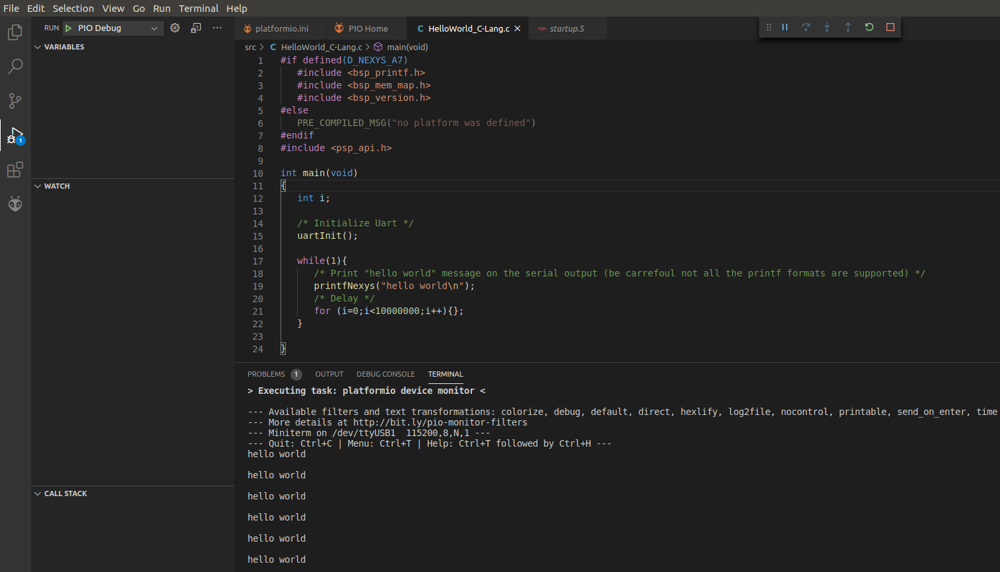 File Edit Selection View Go Run Terminal Help
RUN PIO Debug ···
VARIABLES
WATCH
CALL STACK
1
platformio.ini PIO Home C HelloWorld_C-Lang.c × ASM startup.S
src > C HelloWorld_C-Lang.c > main(void)
1 #if defined(D_NEXYS_A7)
2 #include <bsp_printf.h>
3 #include <bsp_mem_map.h>
4 #include <bsp_version.h>
5 #else
6 PRE_COMPILED_MSG("no platform was defined")
7 #endif
8 #include <psp_api.h>
9
10 int main(void)
11 {
12 int i;
13
14 /* Initialize Uart */
15 uartInit();
16
17 while(1){
18 /* Print "hello world" message on the serial output (be carrefoul not all the printf formats are supported) */
19 printfNexys("hello world\n");
20 /* Delay */
21 for (i=0;i<10000000;i++){};
22 }
23
24 }
PROBLEMS 1 OUTPUT DEBUG CONSOLE TERMINAL
> Executing task: platformio device monitor <
--- Available filters and text transformations: colorize, debug, default, direct, hexlify, log2file, nocontrol, printable, send_on_enter, time
--- More details at http://bit.ly/pio-monitor-filters
--- Miniterm on /dev/ttyUSB1 115200,8,N,1 ---
--- Quit: Ctrl+C | Menu: Ctrl+T | Help: Ctrl+T followed by Ctrl+H ---
hello world
hello world
hello world
hello world
hello world
hello world